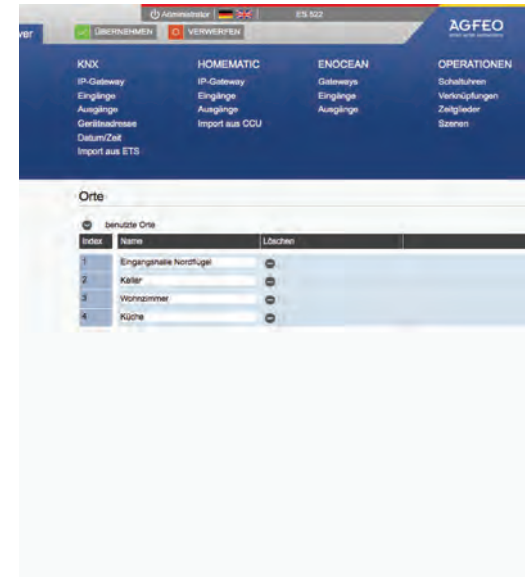 ver
Administrator ES 522
ÜBERNEHMEN VERWERFEN
AGFEO
KNX HOMEMATIC ENOCEAN OPERATIONEN
IP-Gateway IP-Gateway Gateways Schaltuhren
Eingänge Eingänge Eingänge Verknüpfungen
Ausgänge Ausgänge Ausgänge Zeitglieder
Geräteadresse Import aus CCU Szenen
Datum/Zeit
Import aus ETS
Orte
benutzte Orte
Index Name Löschen
1 Eingangshalle Nordflügel
2 Keller
3 Wohnzimmer
4 Küche